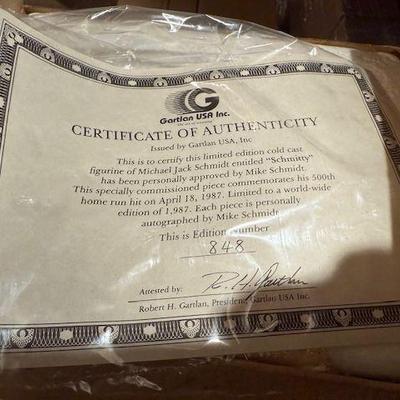 G
Gartlan USA Inc.
CERTIFICATE OF AUTHENTICITY
Issued by Gartlan USA, Inc
This is to certify this limited edition cold cast
figurine of Michael Jack Schmidt entitled "Schmitty"
has been personally approved by Mike Schmidt.
This specially commissioned piece commemorates his 500th
home run hit on April 18, 1987. Limited to a world-wide
edition of 1,987. Each piece is personally
autographed by Mike Schmidt.
This is Edition Number
848
Attested by: R. H. Gartlan
Robert H. Gartlan, President, Gartlan USA Inc.